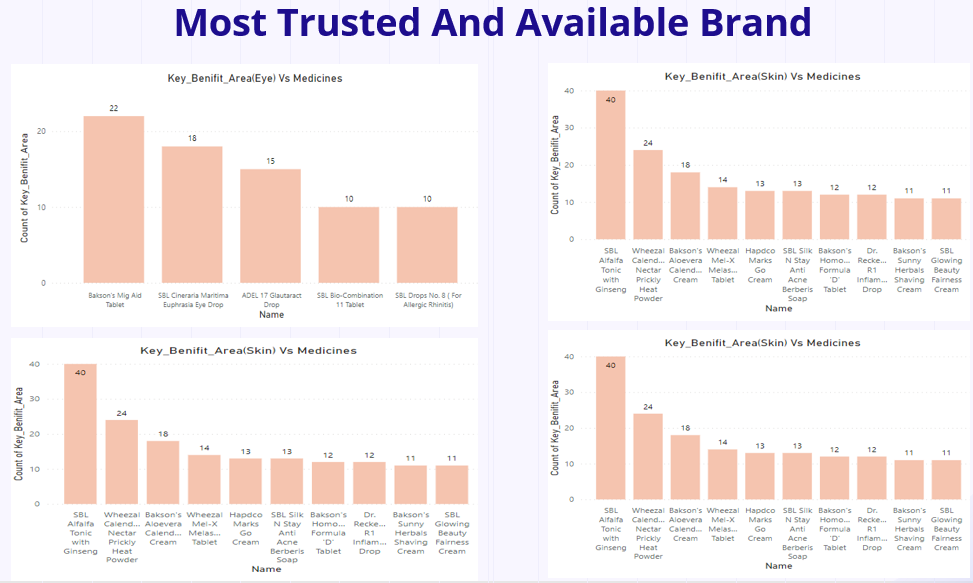 Most Trusted And Available Brand
Key_Benifit_Area(Eye) Vs Medicines
Count of Key_Benifit_Area
20
10
0
22
18
15
10
10
Bakson's Mig Aid
Tablet
SBL Cineraria Maritima
Euphrasia Eye Drop
ADEL 17 Glautaract
Drop
SBL Bio-Combination
11 Tablet
SBL Drops No. 8 ( For
Allergic Rhinitis)
Name
Key_Benifit_Area(Skin) Vs Medicines
Count of Key_Benifit_Area
40
30
20
10
0
40
24
18
14
13
13
12
12
11
11
SBL
Alfalfa
Tonic
with
Ginseng
Wheezal
Calend...
Nectar
Prickly
Heat
Powder
Bakson's
Aloevera
Calend...
Cream
Wheezal
Mel-X
Melas...
Tablet
Hapdco
Marks
Go
Cream
SBL Silk
N Stay
Anti
Acne
Berberis
Soap
Bakson's
Homo...
Formula
'D'
Tablet
Dr.
Recke...
R1
Inflam...
Drop
Bakson's
Sunny
Herbals
Shaving
Cream
SBL
Glowing
Beauty
Fairness
Cream
Name
Key_Benifit_Area(Skin) Vs Medicines
Count of Key_Benifit_Area
40
30
20
10
0
40
24
18
14
13
13
12
12
11
11
SBL
Alfalfa
Tonic
with
Ginseng
Wheezal
Calend...
Nectar
Prickly
Heat
Powder
Bakson's
Aloevera
Calend...
Cream
Wheezal
Mel-X
Melas...
Tablet
Hapdco
Marks
Go
Cream
SBL Silk
N Stay
Anti
Acne
Berberis
Soap
Bakson's
Homo...
Formula
'D'
Tablet
Dr.
Recke...
R1
Inflam...
Drop
Bakson's
Sunny
Herbals
Shaving
Cream
SBL
Glowing
Beauty
Fairness
Cream
Name
Key_Benifit_Area(Skin) Vs Medicines
Count of Key_Benifit_Area
40
30
20
10
0
40
24
18
14
13
13
12
12
11
11
SBL
Alfalfa
Tonic
with
Ginseng
Wheezal
Calend...
Nectar
Prickly
Heat
Powder
Bakson's
Aloevera
Calend...
Cream
Wheezal
Mel-X
Melas...
Tablet
Hapdco
Marks
Go
Cream
SBL Silk
N Stay
Anti
Acne
Berberis
Soap
Bakson's
Homo...
Formula
'D'
Tablet
Dr.
Recke...
R1
Inflam...
Drop
Bakson's
Sunny
Herbals
Shaving
Cream
SBL
Glowing
Beauty
Fairness
Cream
Name